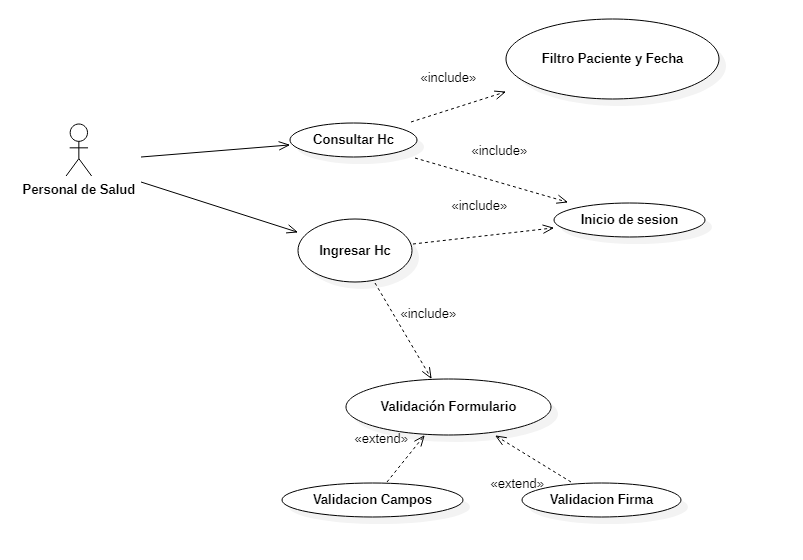 Filtro Paciente y Fecha
«include»
Consultar Hc
«include»
Personal de Salud
«include»
Inicio de sesion
Ingresar Hc
«include»
Validación Formulario
«extend»
«extend»
Validacion Campos
Validacion Firma